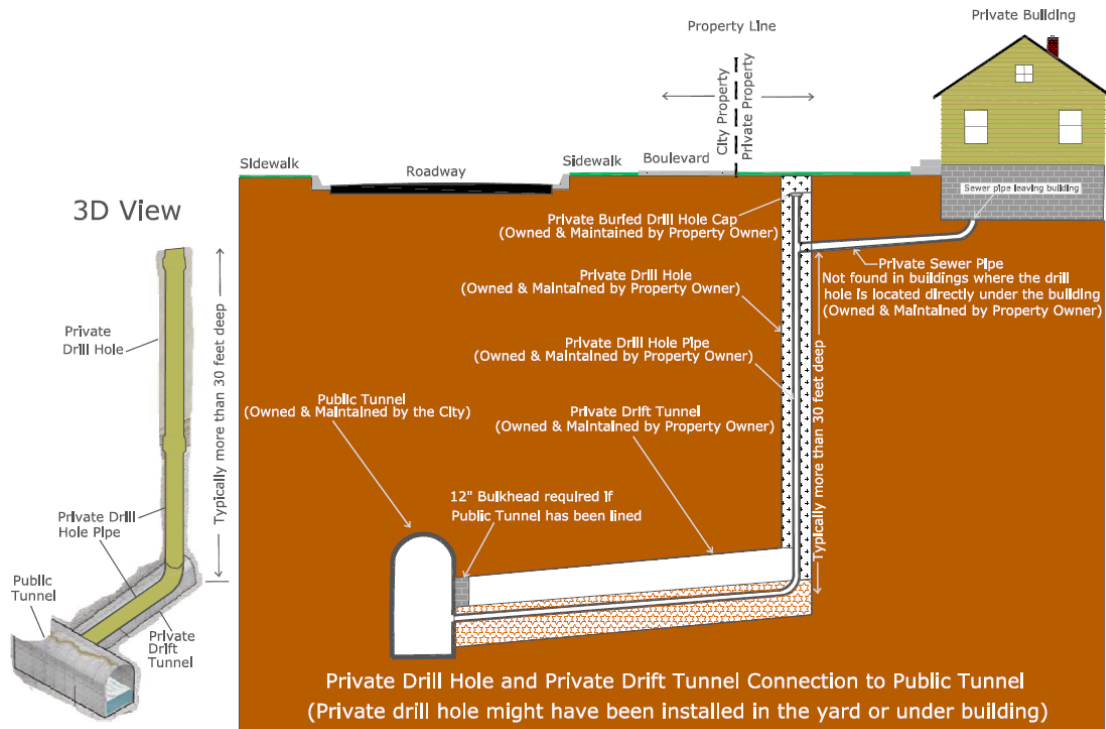 Private Building
Property Line
City Property
Private Property
Sidewalk
Roadway
Sidewalk
Boulevard
Sewer pipe leaving building
3D View
Private Buried Drill Hole Cap
(Owned & Maintained by Property Owner)
Private Sewer Pipe
Not found in buildings where the drill
hole is located directly under the building
(Owned & Maintained by Property Owner)
Private Drill Hole
(Owned & Maintained by Property Owner)
Private
Drill Hole
Typically more than 30 feet deep
Private Drill Hole Pipe
(Owned & Maintained by Property Owner)
Typically more than 30 feet deep
Public Tunnel
(Owned & Maintained by the City)
Private Drift Tunnel
(Owned & Maintained by Property Owner)
12" Bulkhead required if
Public Tunnel has been lined
Private Drill
Hole Pipe
Public
Tunnel
Private
Drift
Tunnel
Private Drill Hole and Private Drift Tunnel Connection to Public Tunnel
(Private drill hole might have been installed in the yard or under building)